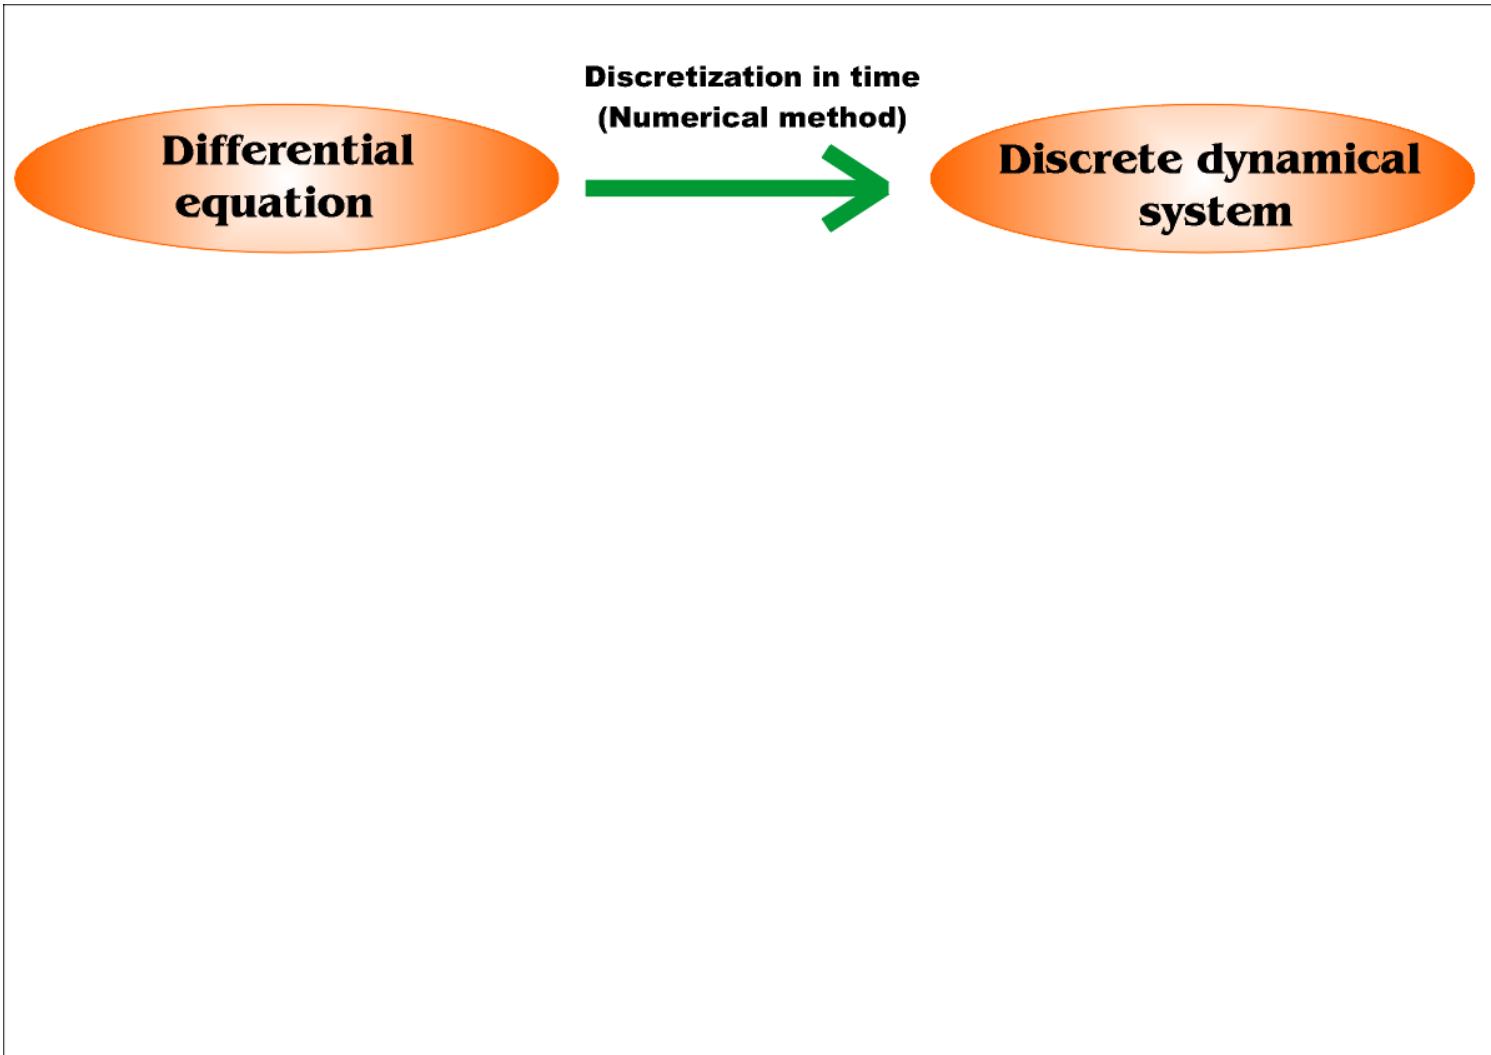 Discretization in time
(Numerical method)
Differential
equation
Discrete dynamical
system